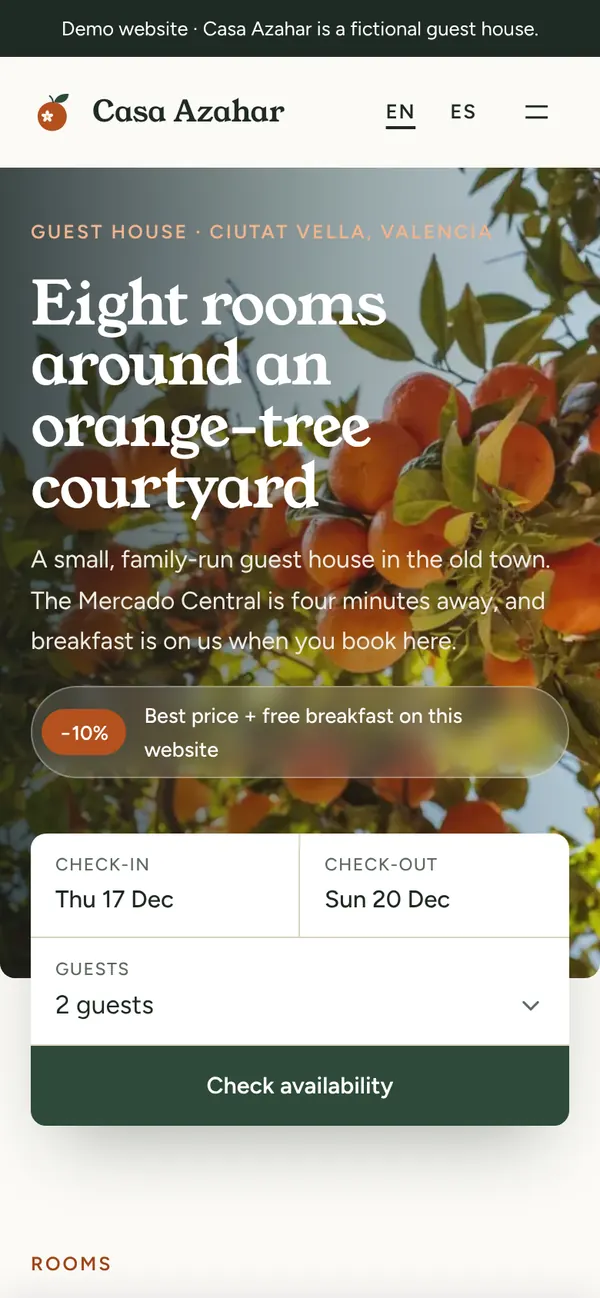 Demo website · Casa Azahar is a fictional guest house.
Casa Azahar
EN ES
GUEST HOUSE · CIUTAT VELLA, VALENCIA
Eight rooms
around an
orange-tree
courtyard
A small, family-run guest house in the old town.
The Mercado Central is four minutes away, and
breakfast is on us when you book here.
−10%
Best price + free breakfast on this
website
CHECK-IN
Thu 17 Dec
CHECK-OUT
Sun 20 Dec
GUESTS
2 guests
Check availability
ROOMS